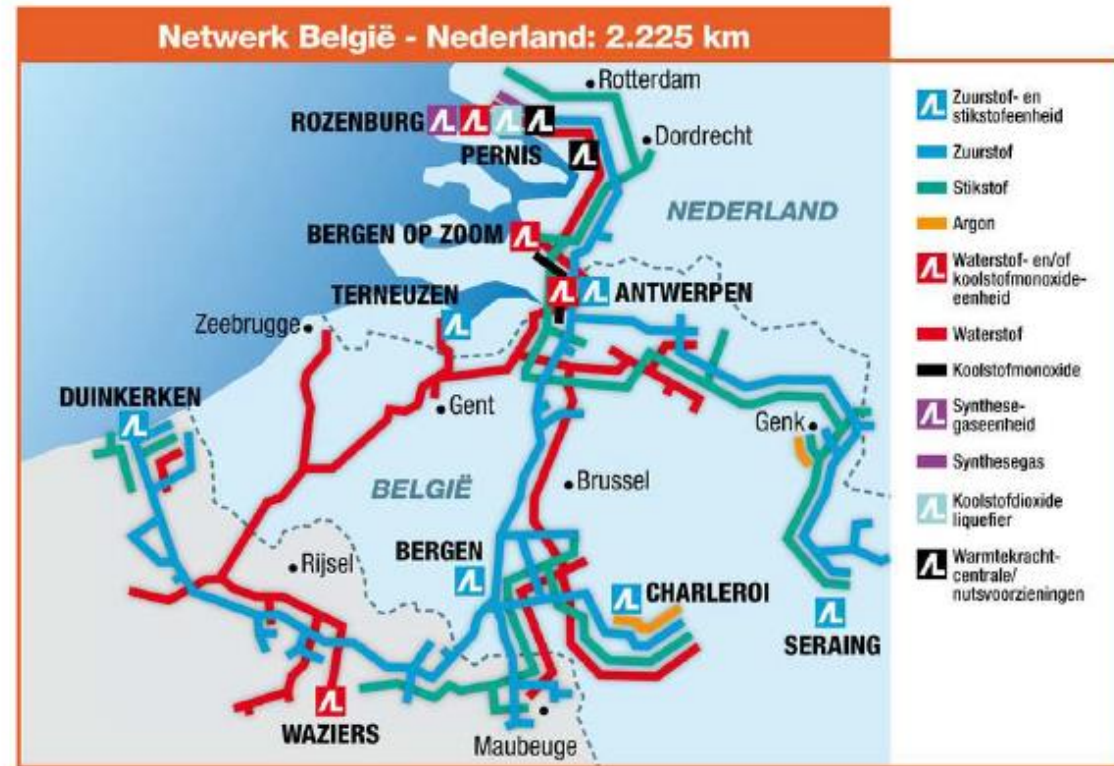 Netwerk België - Nederland: 2.225 km
Rotterdam
ROZENBURG
PERNIS
Dordrecht
NEDERLAND
BERGEN OP ZOOM
TERNEUZEN
ANTWERPEN
Zeebrugge
DUINKERKEN
Gent
Genk
BELGIË
Brussel
Rijsel
BERGEN
CHARLEROI
SERAING
WAZIERS
Maubeuge
Zuurstof- en
stikstofeenheid
Zuurstof
Stikstof
Argon
Waterstof- en/of
koolstofmonoxide-
eenheid
Waterstof
Koolstofmonoxide
Synthese-
gaseenheid
Synthesegas
Koolstofdioxide
liquefier
Warmtekracht-
centrale/
nutsvoorzieningen